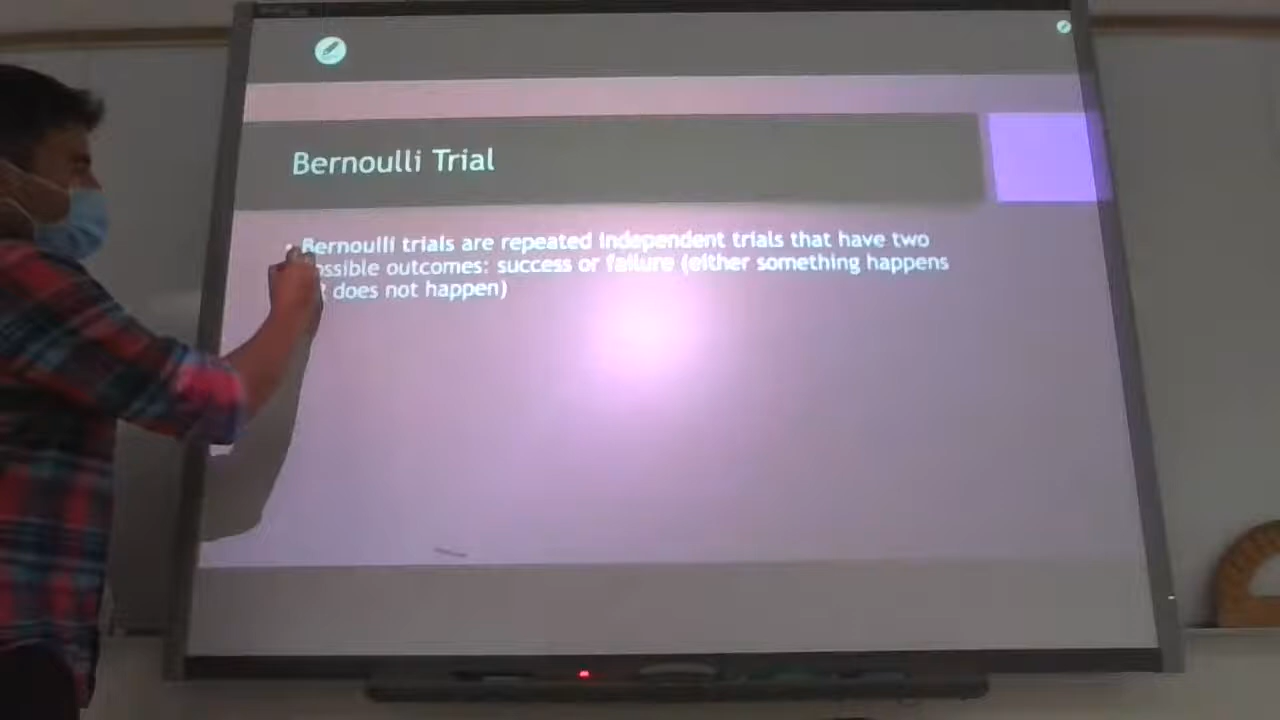 Bernoulli Trial
• Bernoulli trials are repeated independent trials that have two
ossible outcomes: success or failure (either something happens
t does not happen)